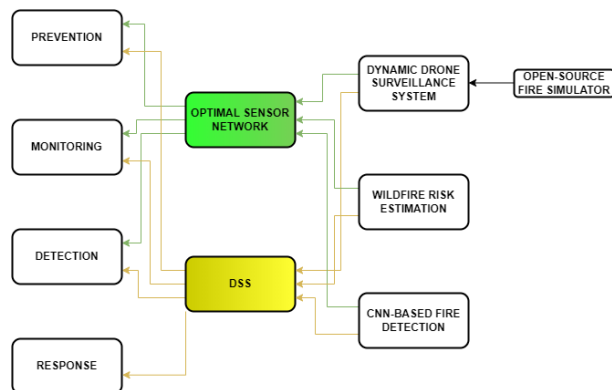 PREVENTION
MONITORING
DETECTION
RESPONSE
OPTIMAL SENSOR
NETWORK
DSS
DYNAMIC DRONE
SURVEILLANCE
SYSTEM
WILDFIRE RISK
ESTIMATION
CNN-BASED FIRE
DETECTION
OPEN-SOURCE
FIRE SIMULATOR